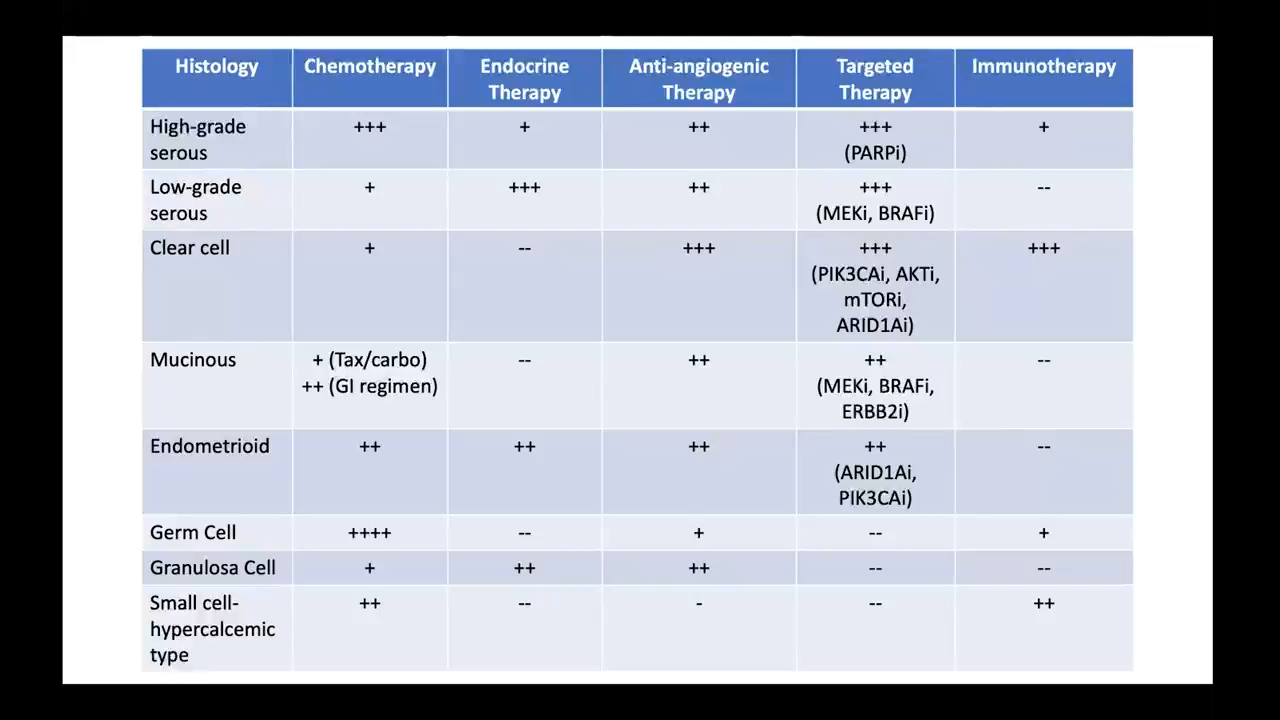 Histology Chemotherapy Endocrine Therapy Anti-angiogenic Therapy Targeted Therapy Immunotherapy
High-grade serous +++ + ++ +++ (PARPi) +
Low-grade serous + +++ ++ +++ (MEKi, BRAFi) --
Clear cell + -- +++ +++ (PIK3CAi, AKTi, mTORi, ARID1Ai) +++
Mucinous + (Tax/carbo) ++ (GI regimen) -- ++ ++ (MEKi, BRAFi, ERBB2i) --
Endometrioid ++ ++ ++ ++ (ARID1Ai, PIK3CAi) --
Germ Cell ++++ -- + -- +
Granulosa Cell + ++ ++ -- --
Small cell-hypercalcemic type ++ -- - -- ++